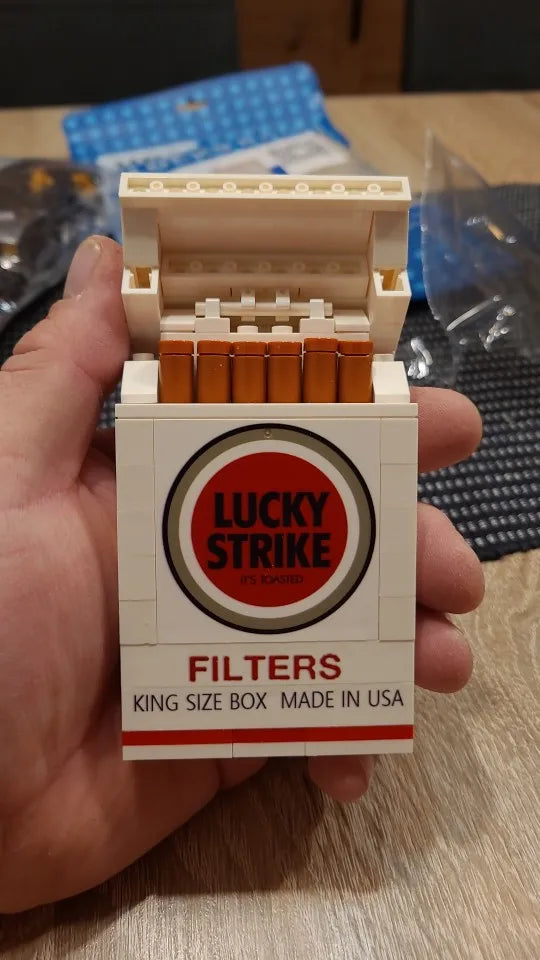 LUCKY
STRIKE
IT'S TOASTED
FILTERS
KING SIZE BOX MADE IN USA